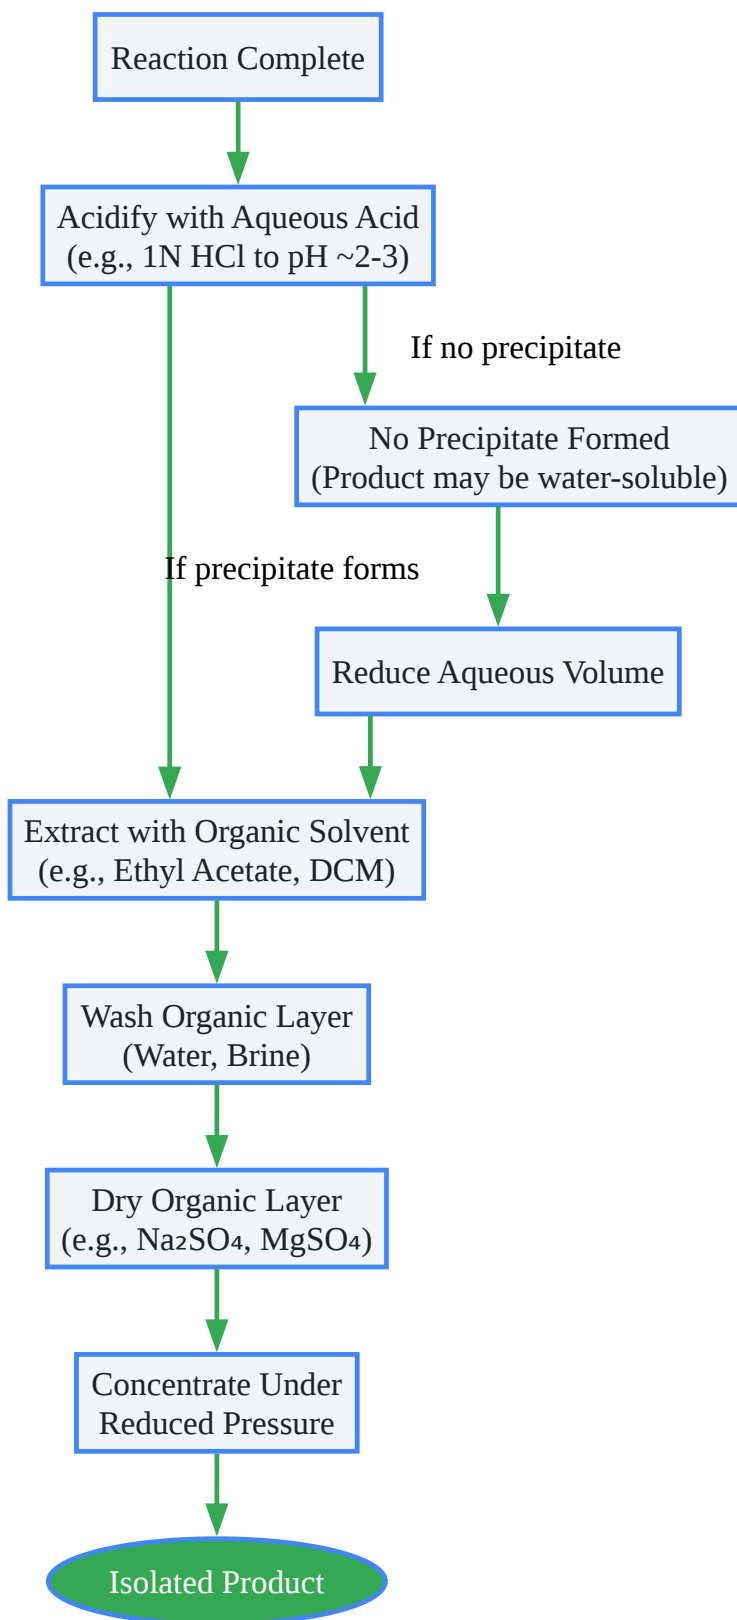 Reaction Complete
Acidify with Aqueous Acid
(e.g., 1N HCl to pH ~2-3)
If no precipitate
No Precipitate Formed
(Product may be water-soluble)
If precipitate forms
Reduce Aqueous Volume
Extract with Organic Solvent
(e.g., Ethyl Acetate, DCM)
Wash Organic Layer
(Water, Brine)
Dry Organic Layer
(e.g., Na₂SO₄, MgSO₄)
Concentrate Under
Reduced Pressure
Isolated Product